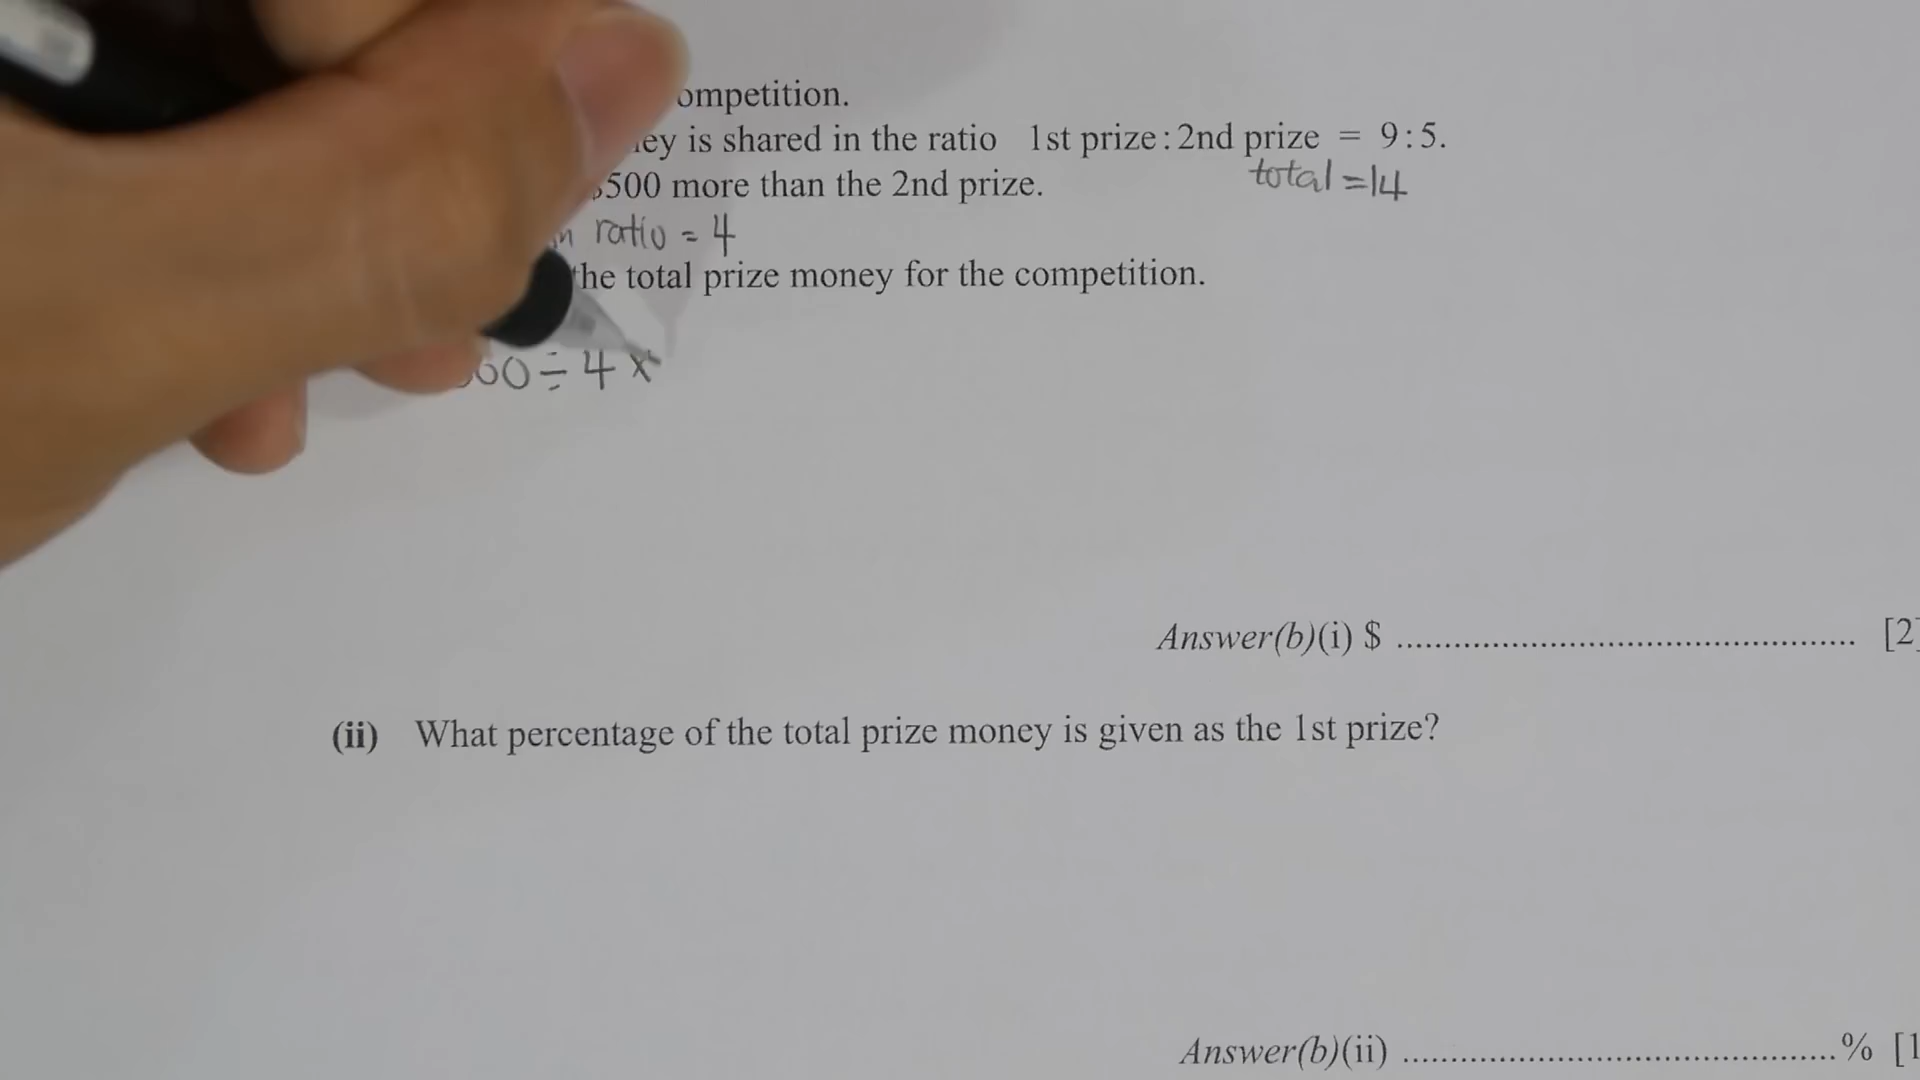 ompetition.
ey is shared in the ratio 1st prize : 2nd prize = 9 : 5.
total = 14
$500 more than the 2nd prize.
ratio = 4
the total prize money for the competition.
00 ÷ 4 ×
Answer(b)(i) $ .................................................. [2]
(ii) What percentage of the total prize money is given as the 1st prize?
Answer(b)(ii) .............................................. % [1